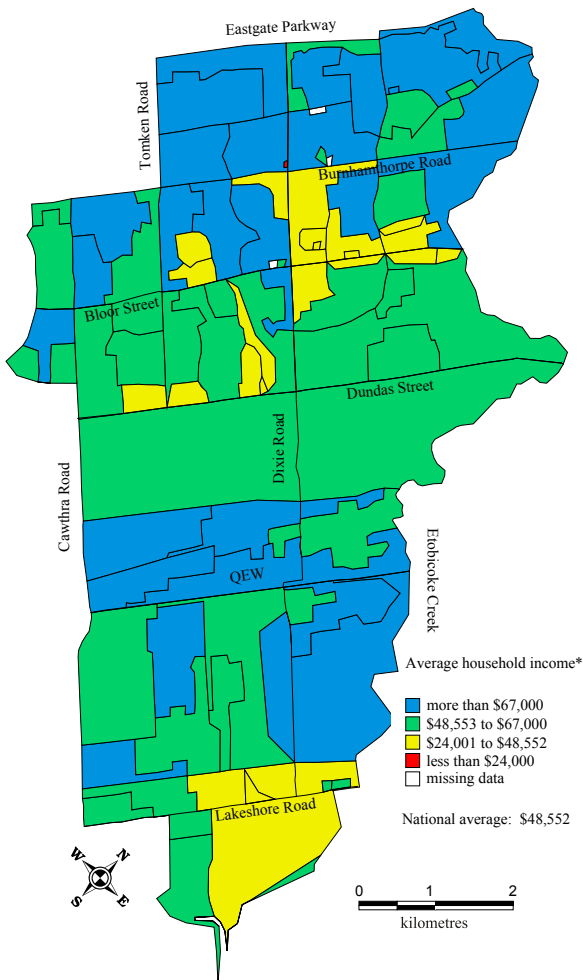 Eastgate Parkway
Tomken Road
Burnhamthorpe Road
Bloor Street
Dundas Street
Dixie Road
Cawthra Road
Etobicoke Creek
QEW
Average household income*
more than $67,000
$48,553 to $67,000
$24,001 to $48,552
less than $24,000
missing data
Lakeshore Road
National average: $48,552
W N
S E
0 1 2
kilometres